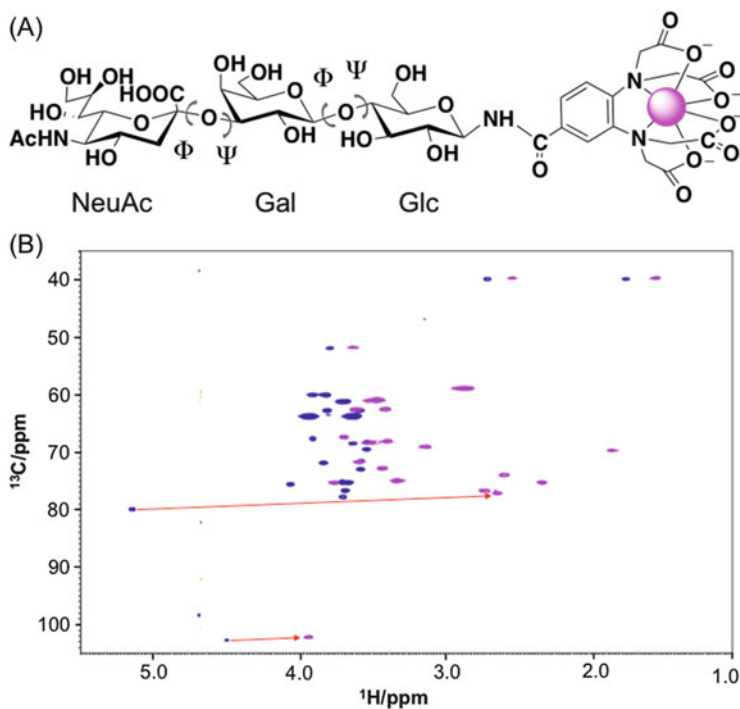 (A)
OH
HO
OH
HOOC
OH
OH
O
O
Φ
Ψ
OH
O
O
O⁻
N
O⁻
AcHN
HO
O
Φ
Ψ
OH
O
HO
OH
NH
O
N
O⁻
O⁻
O
O
NeuAc
Gal
Glc
(B)
40
50
60
70
80
90
100
¹³C/ppm
5.0
4.0
3.0
2.0
1.0
¹H/ppm